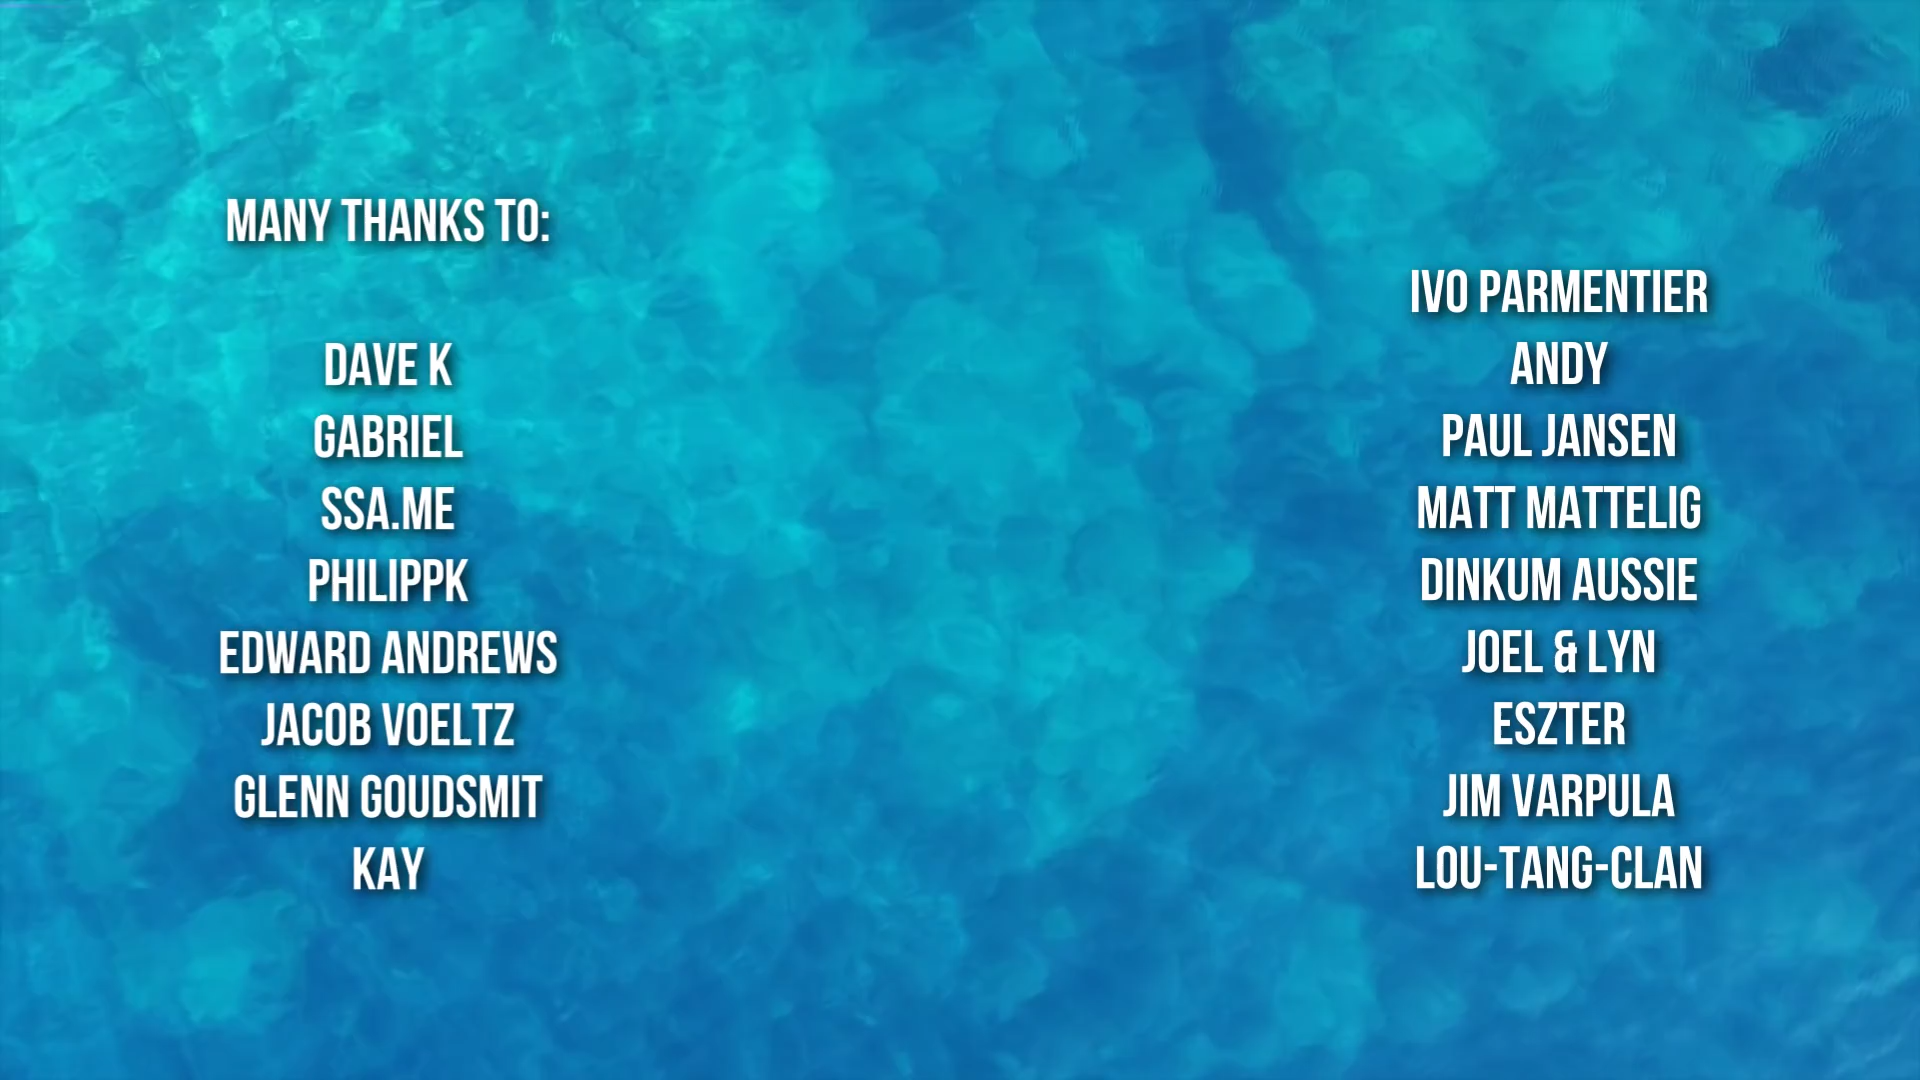 MANY THANKS TO:
DAVE K
GABRIEL
SSA.ME
PHILIPPK
EDWARD ANDREWS
JACOB VOELTZ
GLENN GOUDSMIT
KAY
IVO PARMENTIER
ANDY
PAUL JANSEN
MATT MATTELIG
DINKUM AUSSIE
JOEL & LYN
ESZTER
JIM VARPULA
LOU-TANG-CLAN